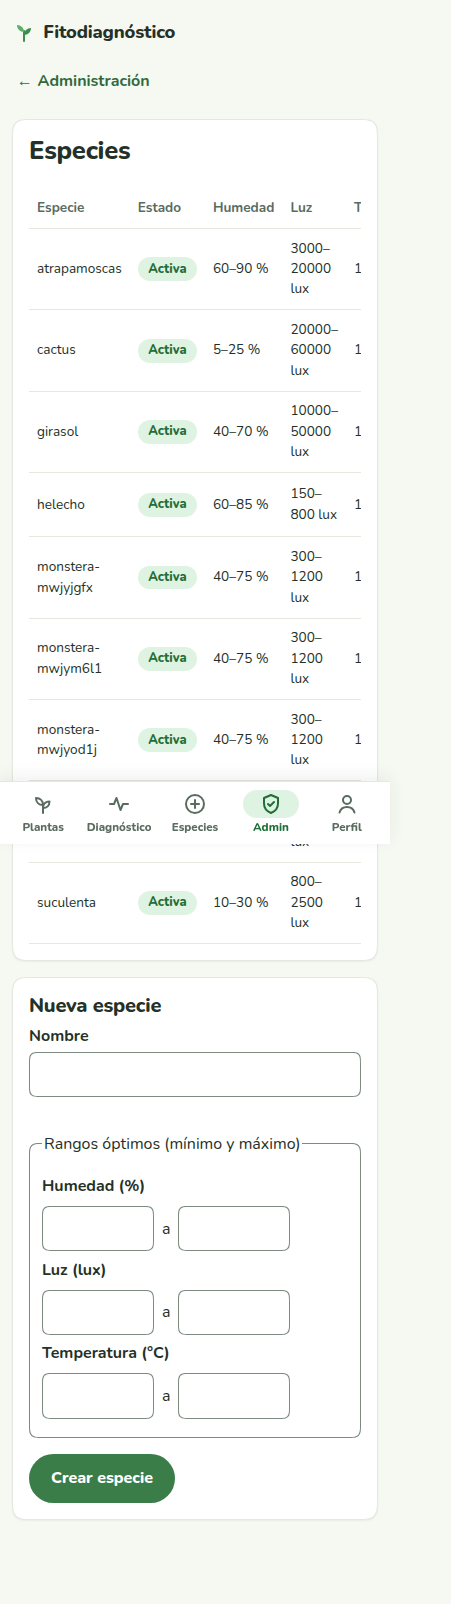 Fitodiagnóstico
← Administración
Especies
Especie Estado Humedad Luz T
atrapamoscas Activa 60–90 % 3000–20000 lux 1
cactus Activa 5–25 % 20000–60000 lux 1
girasol Activa 40–70 % 10000–50000 lux 1
helecho Activa 60–85 % 150–800 lux 1
monstera-mwjyjgfx Activa 40–75 % 300–1200 lux 1
monstera-mwjym6l1 Activa 40–75 % 300–1200 lux 1
monstera-mwjyod1j Activa 40–75 % 300–1200 lux 1
Plantas Diagnóstico Especies Admin Perfil
suculenta Activa 10–30 % 800–2500 lux 1
Nueva especie
Nombre
Rangos óptimos (mínimo y máximo)
Humedad (%)
a
Luz (lux)
a
Temperatura (°C)
a
Crear especie